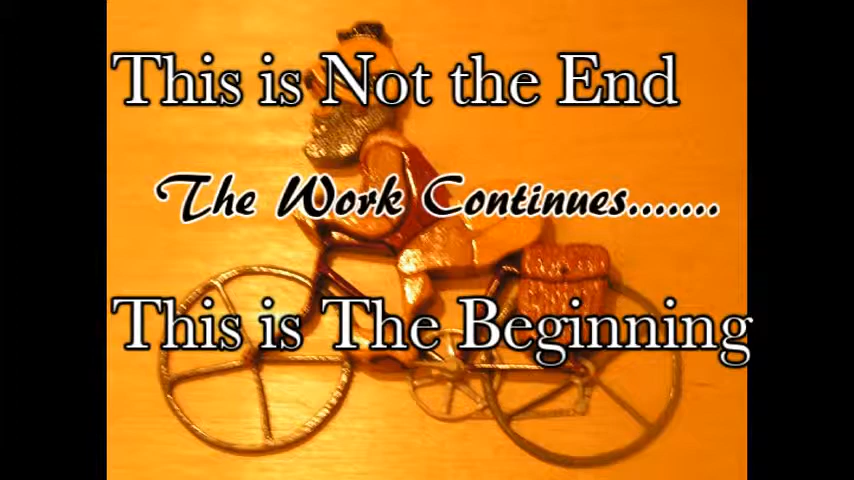 This is Not the End
The Work Continues.......
This is The Beginning